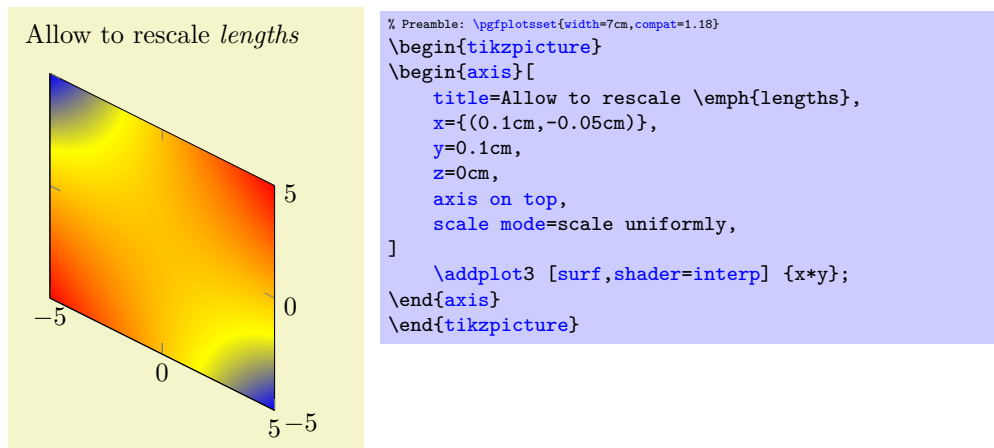 Allow to rescale lengths
5
0
−5
0
5 −5
% Preamble: \pgfplotsset{width=7cm,compat=1.18}
\begin{tikzpicture}
\begin{axis}[
    title=Allow to rescale \emph{lengths},
    x={(0.1cm,-0.05cm)},
    y=0.1cm,
    z=0cm,
    axis on top,
    scale mode=scale uniformly,
]
    \addplot3 [surf,shader=interp] {x*y};
\end{axis}
\end{tikzpicture}